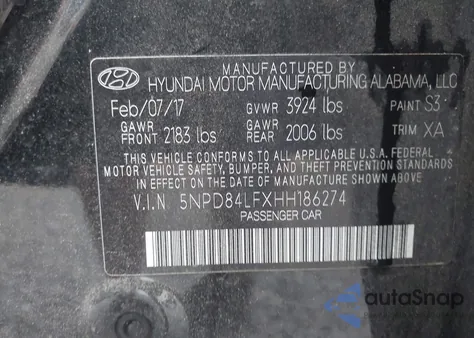 MANUFACTURED BY
HYUNDAI MOTOR MANUFACTURING ALABAMA, LLC
Feb/07/17 GVWR 3924 lbs PAINT S3
GAWR FRONT 2183 lbs GAWR REAR 2006 lbs TRIM XA
THIS VEHICLE CONFORMS TO ALL APPLICABLE U.S.A. FEDERAL
MOTOR VEHICLE SAFETY, BUMPER, AND THEFT PREVENTION STANDARDS
IN EFFECT ON THE DATE OF MANUFACTURE SHOWN ABOVE.
V.I.N 5NPD84LFXHH186274
PASSENGER CAR
autoSnap